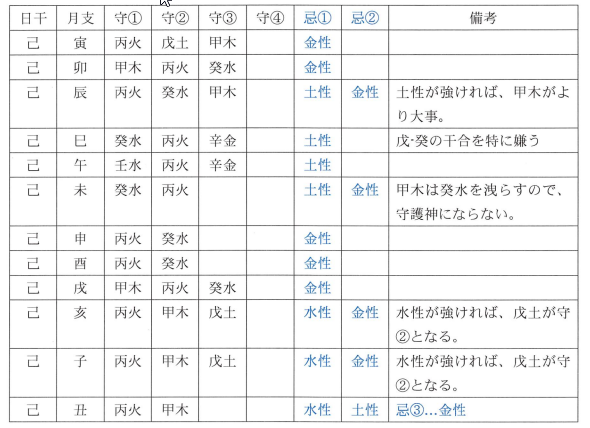 日干 月支 守① 守② 守③ 守④ 忌① 忌② 備考
己 寅 丙火 戊土 甲木 金性
己 卯 甲木 丙火 癸水 金性
己 辰 丙火 癸水 甲木 土性 金性 土性が強ければ、甲木がよ
り大事。
己 巳 癸水 丙火 辛金 土性 戊-癸の干合を特に嫌う
己 午 壬水 丙火 辛金 土性
己 未 癸水 丙火 土性 金性 甲木は癸水を洩らすので、
守護神にならない。
己 申 丙火 癸水 金性
己 酉 丙火 癸水 金性
己 戌 甲木 丙火 癸水 金性
己 亥 丙火 甲木 戊土 水性 金性 水性が強ければ、戊土が守
②となる。
己 子 丙火 甲木 戊土 水性 金性 水性が強ければ、戊土が守
②となる。
己 丑 丙火 甲木 水性 土性 忌③…金性